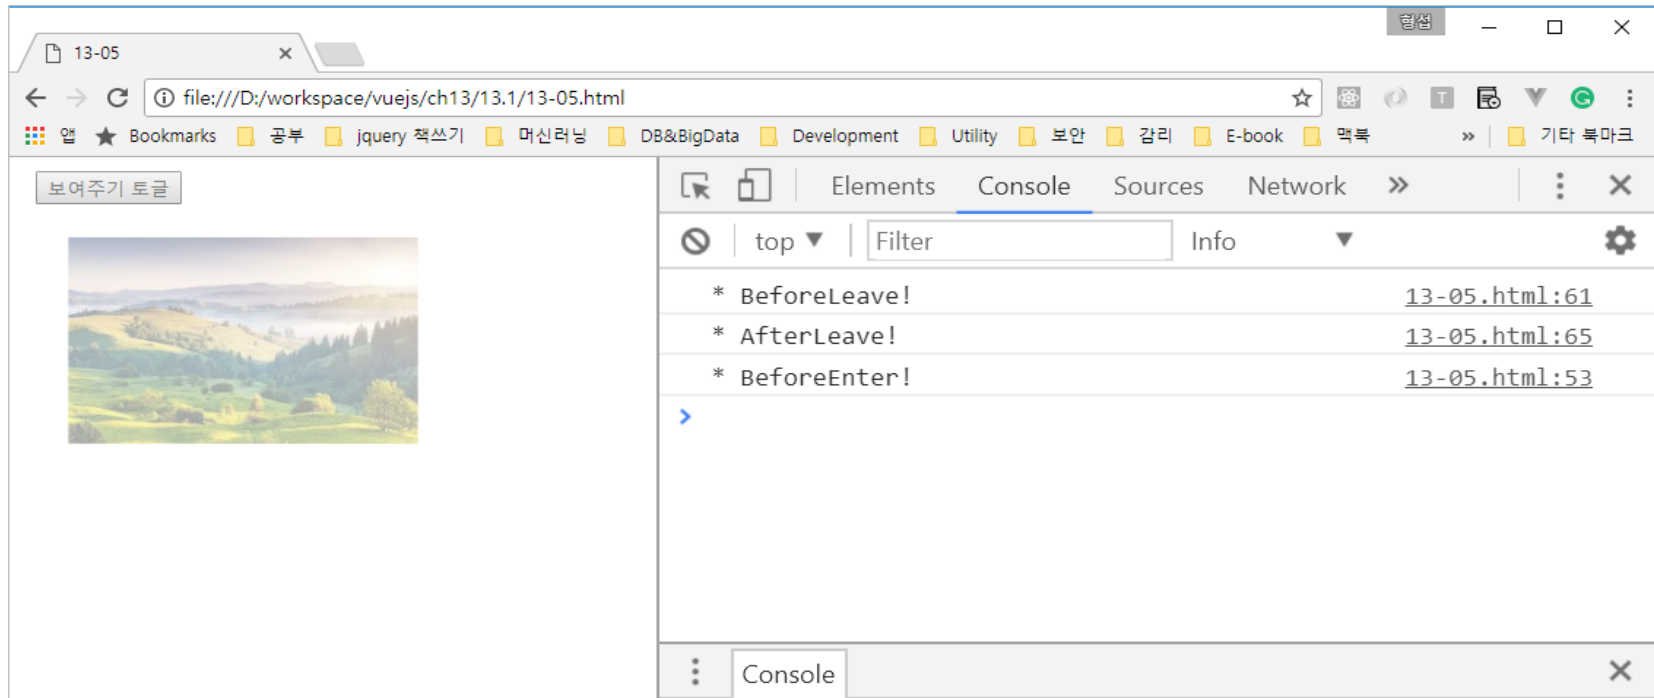 형섭
13-05
file:///D:/workspace/vuejs/ch13/13.1/13-05.html
T
G
앱 Bookmarks 공부 jquery 책쓰기 머신러닝 DB&BigData Development Utility 보안 감리 E-book 맥북 » 기타 북마크
보여주기 토글
Elements Console Sources Network »
top ▼ Filter Info ▼
* BeforeLeave! 13-05.html:61
* AfterLeave! 13-05.html:65
* BeforeEnter! 13-05.html:53
>
Console